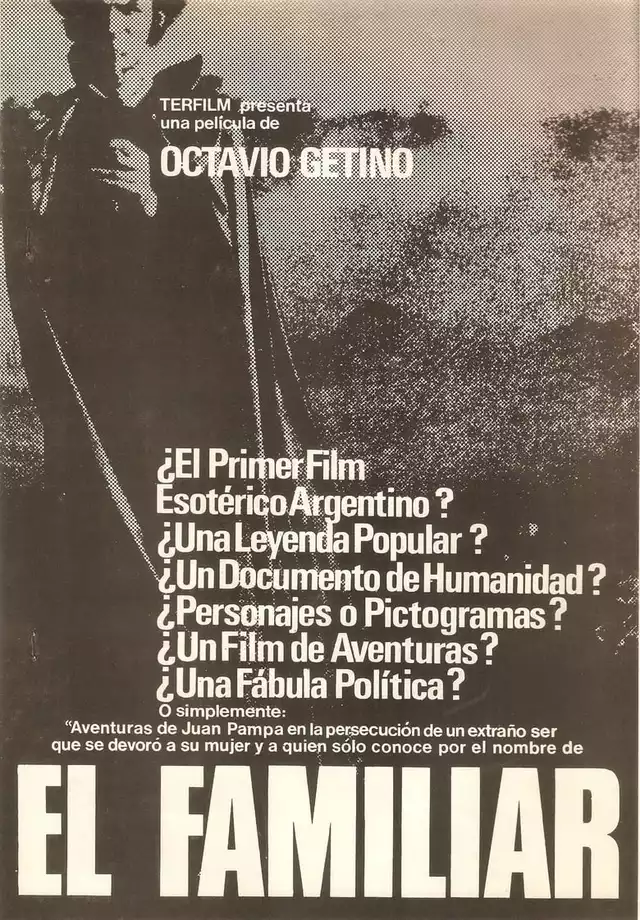 TERFILM presenta
una película de
OCTAVIO GETINO
¿El Primer Film
Esotérico Argentino?
¿Una Leyenda Popular?
¿Un Documento de Humanidad?
¿Personajes o Pictogramas?
¿Un Film de Aventuras?
¿Una Fábula Política?
O simplemente:
"Aventuras de Juan Pampa en la persecución de un extraño ser
que se devoró a su mujer y a quien sólo conoce por el nombre de
EL FAMILIAR